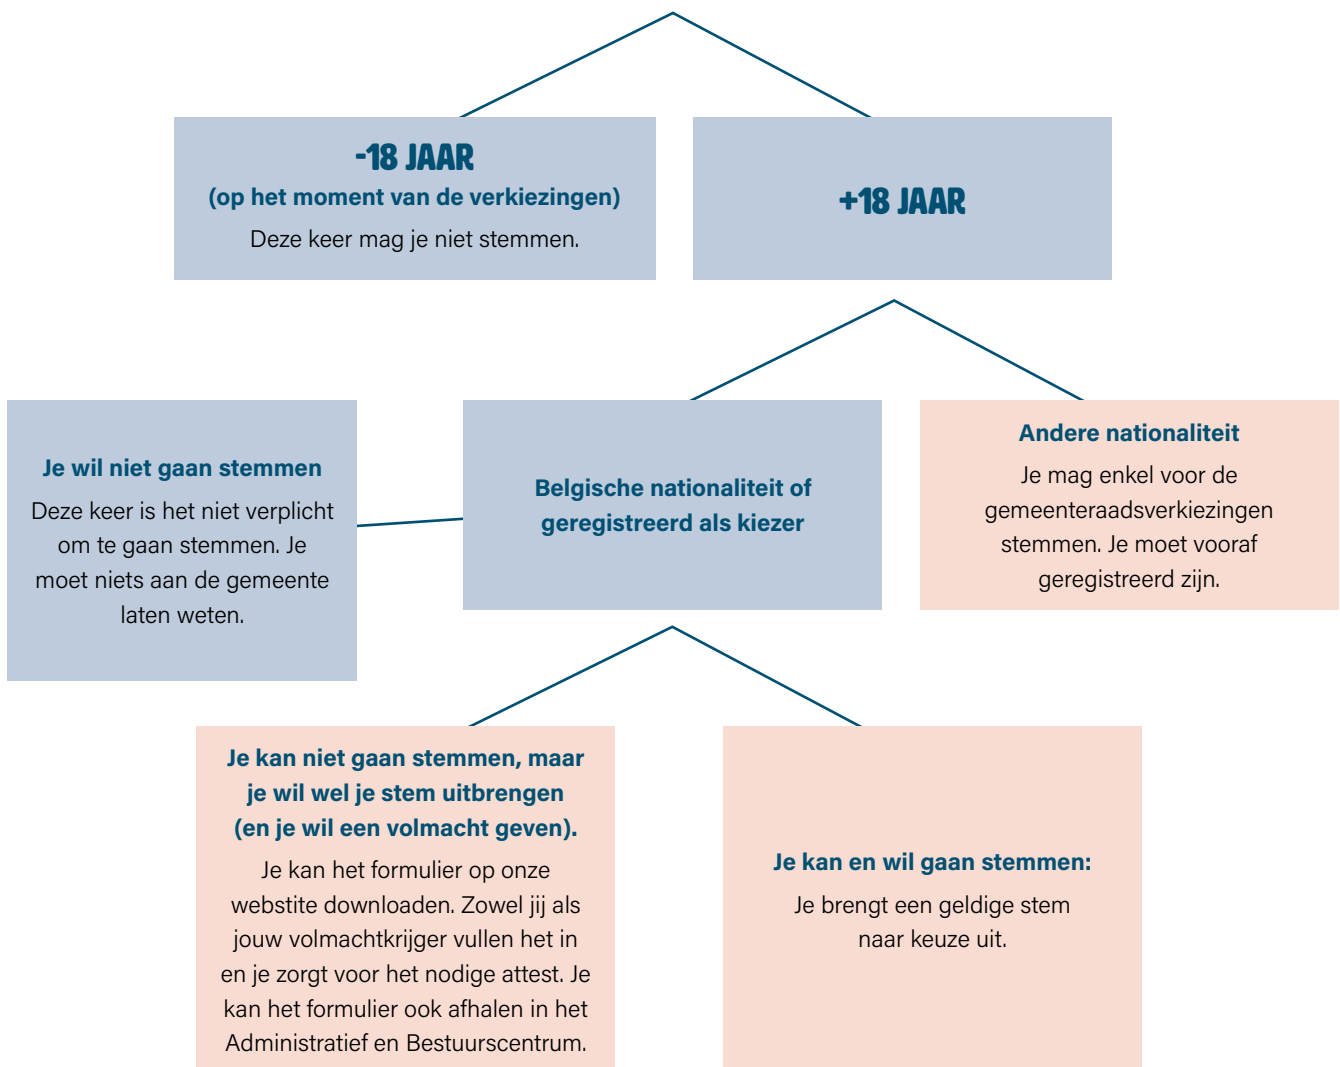 -18 JAAR
(op het moment van de verkiezingen)
Deze keer mag je niet stemmen.
+18 JAAR
Je wil niet gaan stemmen
Deze keer is het niet verplicht
om te gaan stemmen. Je
moet niets aan de gemeente
laten weten.
Belgische nationaliteit of
geregistreerd als kiezer
Andere nationaliteit
Je mag enkel voor de
gemeenteraadsverkiezingen
stemmen. Je moet vooraf
geregistreerd zijn.
Je kan niet gaan stemmen, maar
je wil wel je stem uitbrengen
(en je wil een volmacht geven).
Je kan het formulier op onze
webstite downloaden. Zowel jij als
jouw volmachtkrijger vullen het in
en je zorgt voor het nodige attest. Je
kan het formulier ook afhalen in het
Administratief en Bestuurscentrum.
Je kan en wil gaan stemmen:
Je brengt een geldige stem
naar keuze uit.